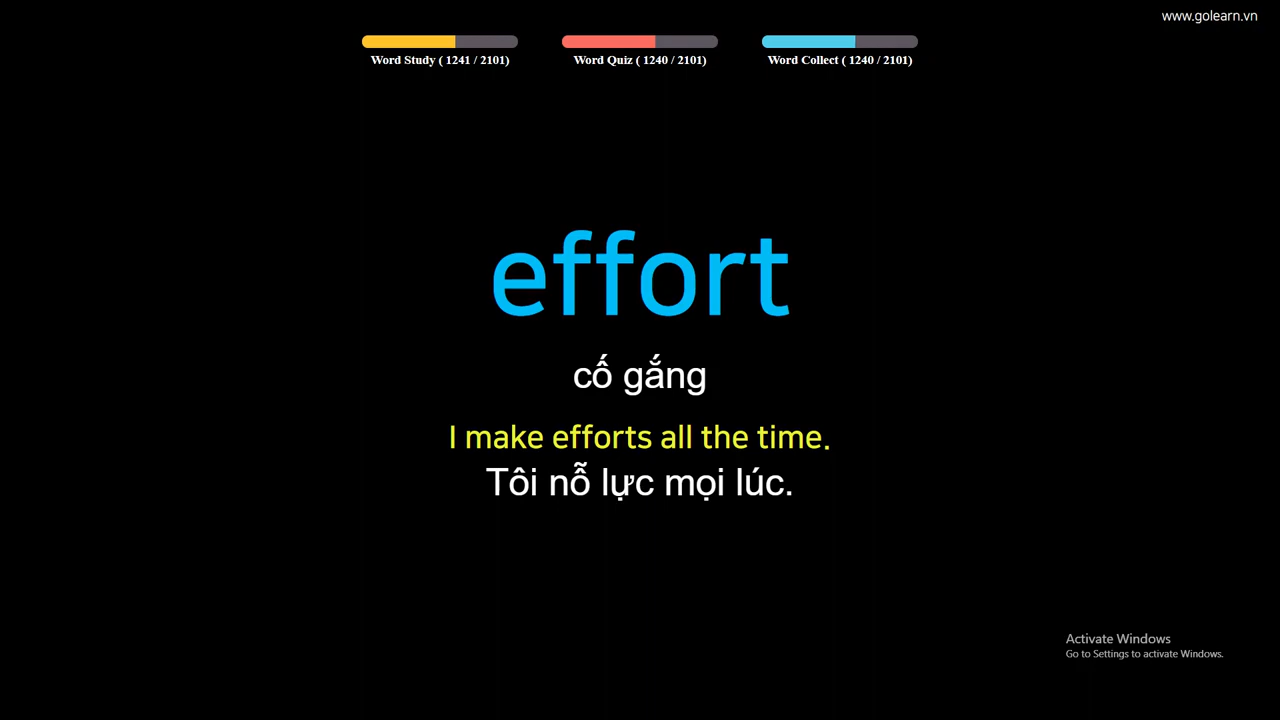 www.golearn.vn
Word Study ( 1241 / 2101)
Word Quiz ( 1240 / 2101)
Word Collect ( 1240 / 2101)
effort
cố gắng
I make efforts all the time.
Tôi nỗ lực mọi lúc.
Activate Windows
Go to Settings to activate Windows.